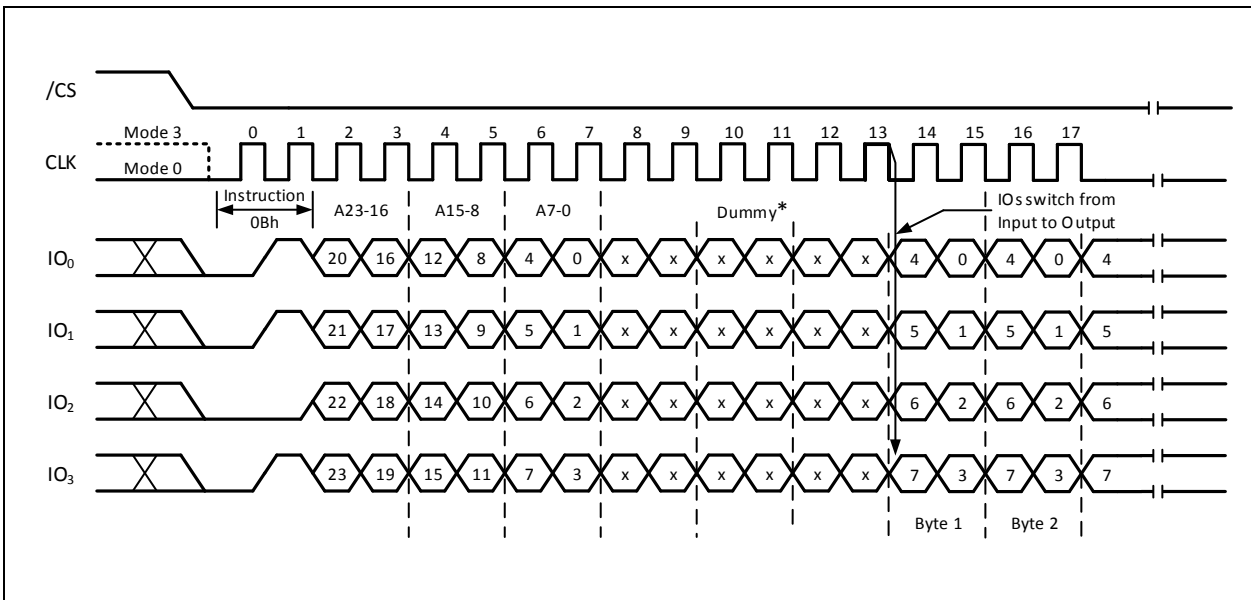 /CS
Mode 3 0 1 2 3 4 5 6 7 8 9 10 11 12 13 14 15 16 17
CLK
Mode 0
Instruction
0Bh
A23-16 A15-8 A7-0 Dummy*
IOs switch from
Input to Output
IO0 20 16 12 8 4 0 x x x x x x 4 0 4 0 4
IO1 21 17 13 9 5 1 x x x x x x 5 1 5 1 5
IO2 22 18 14 10 6 2 x x x x x x 6 2 6 2 6
IO3 23 19 15 11 7 3 x x x x x x 7 3 7 3 7
Byte 1 Byte 2